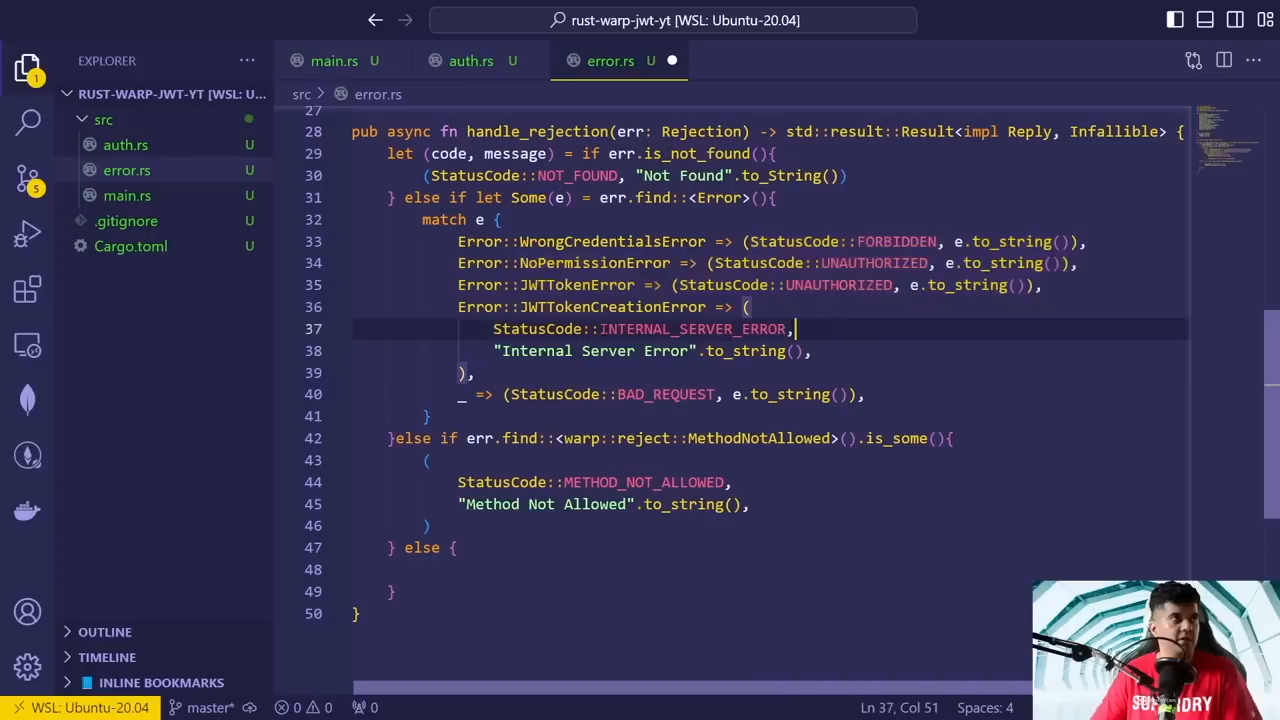 rust-warp-jwt-yt [WSL: Ubuntu-20.04]
EXPLORER
main.rs U
auth.rs U
error.rs U
RUST-WARP-JWT-YT [WSL: U...
src > error.rs
src
auth.rs U
error.rs U
main.rs U
.gitignore U
Cargo.toml U
1
5
27
28 pub async fn handle_rejection(err: Rejection) -> std::result::Result<impl Reply, Infallible> {
29 let (code, message) = if err.is_not_found(){
30 (StatusCode::NOT_FOUND, "Not Found".to_String())
31 } else if let Some(e) = err.find::<Error>(){
32 match e {
33 Error::WrongCredentialsError => (StatusCode::FORBIDDEN, e.to_string()),
34 Error::NoPermissionError => (StatusCode::UNAUTHORIZED, e.to_string()),
35 Error::JWTTokenError => (StatusCode::UNAUTHORIZED, e.to_string()),
36 Error::JWTTokenCreationError => (
37 StatusCode::INTERNAL_SERVER_ERROR,
38 "Internal Server Error".to_string(),
39 ),
40 _ => (StatusCode::BAD_REQUEST, e.to_string()),
41 }
42 }else if err.find::<warp::reject::MethodNotAllowed>().is_some(){
43 (
44 StatusCode::METHOD_NOT_ALLOWED,
45 "Method Not Allowed".to_string(),
46 )
47 } else {
48
49 }
50 }
OUTLINE
TIMELINE
INLINE BOOKMARKS
WSL: Ubuntu-20.04 master* 0 0 0 Ln 37, Col 51 Spaces: 4